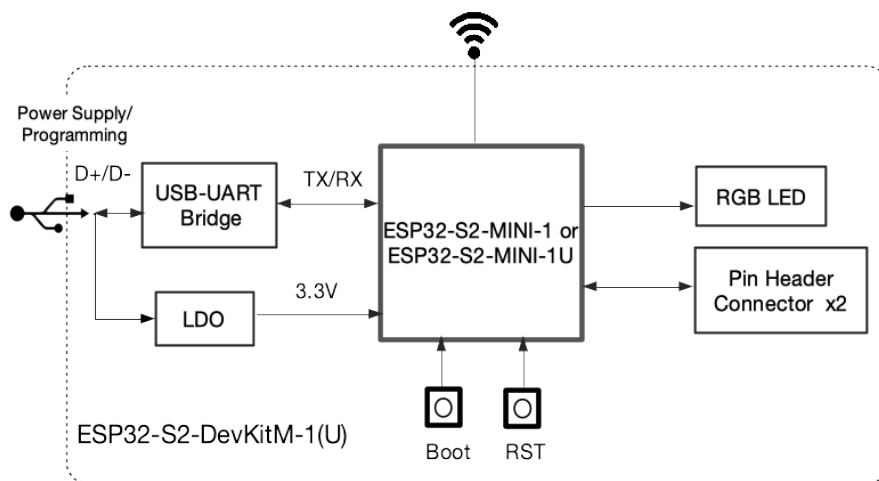 Power Supply/
Programming
D+/D-
USB-UART
Bridge
TX/RX
LDO
3.3V
ESP32-S2-MINI-1 or
ESP32-S2-MINI-1U
RGB LED
Pin Header
Connector x2
Boot
RST
ESP32-S2-DevKitM-1(U)